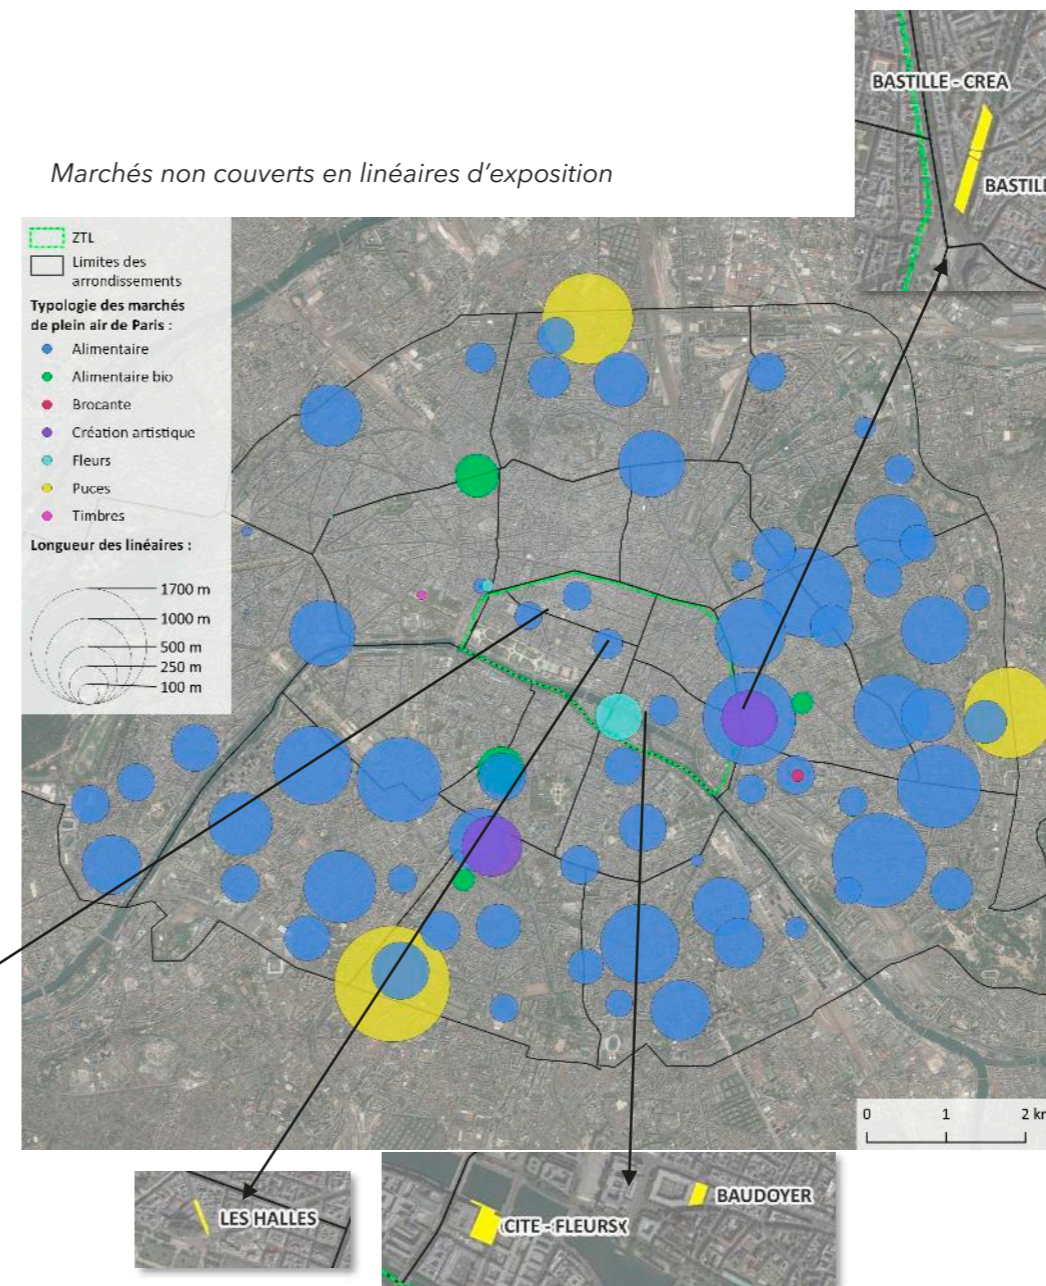 BASTILLE - CREA
BASTILL
Marchés non couverts en linéaires d'exposition
ZTL
Limites des
arrondissements
Typologie des marchés
de plein air de Paris :
Alimentaire
Alimentaire bio
Brocante
Création artistique
Fleurs
Puces
Timbres
Longueur des linéaires :
1700 m
1000 m
500 m
250 m
100 m
0 1 2 km
LES HALLES
CITE - FLEURS
BAUDOYER